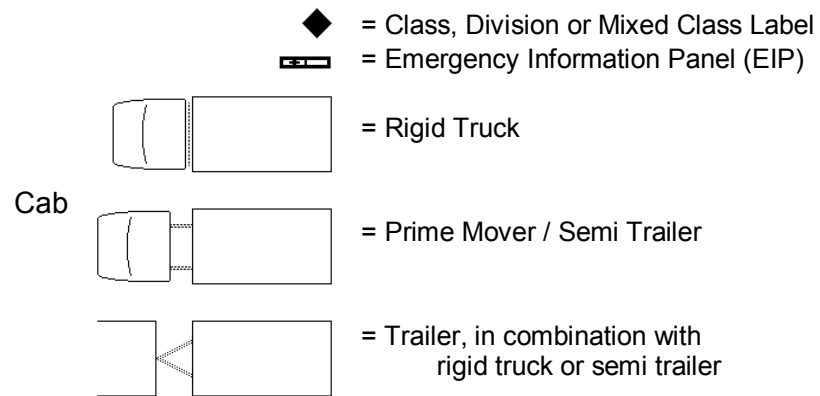 = Class, Division or Mixed Class Label
= Emergency Information Panel (EIP)
= Rigid Truck
Cab
= Prime Mover / Semi Trailer
= Trailer, in combination with
rigid truck or semi trailer